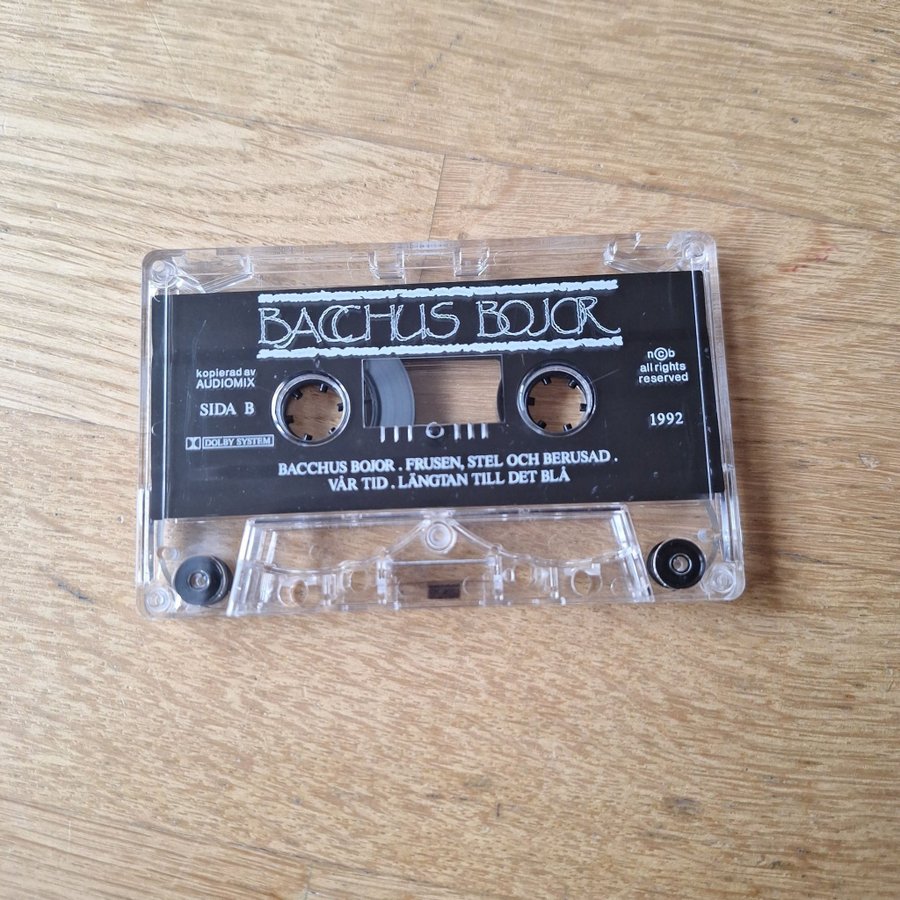 BACCHUS BOJOR
kopierad av
AUDIOMIX
n©b
all rights
reserved
SIDA B
1992
DOLBY SYSTEM
BACCHUS BOJOR . FRUSEN, STEL OCH BERUSAD .
VÅR TID . LÄNGTAN TILL DET BLÅ